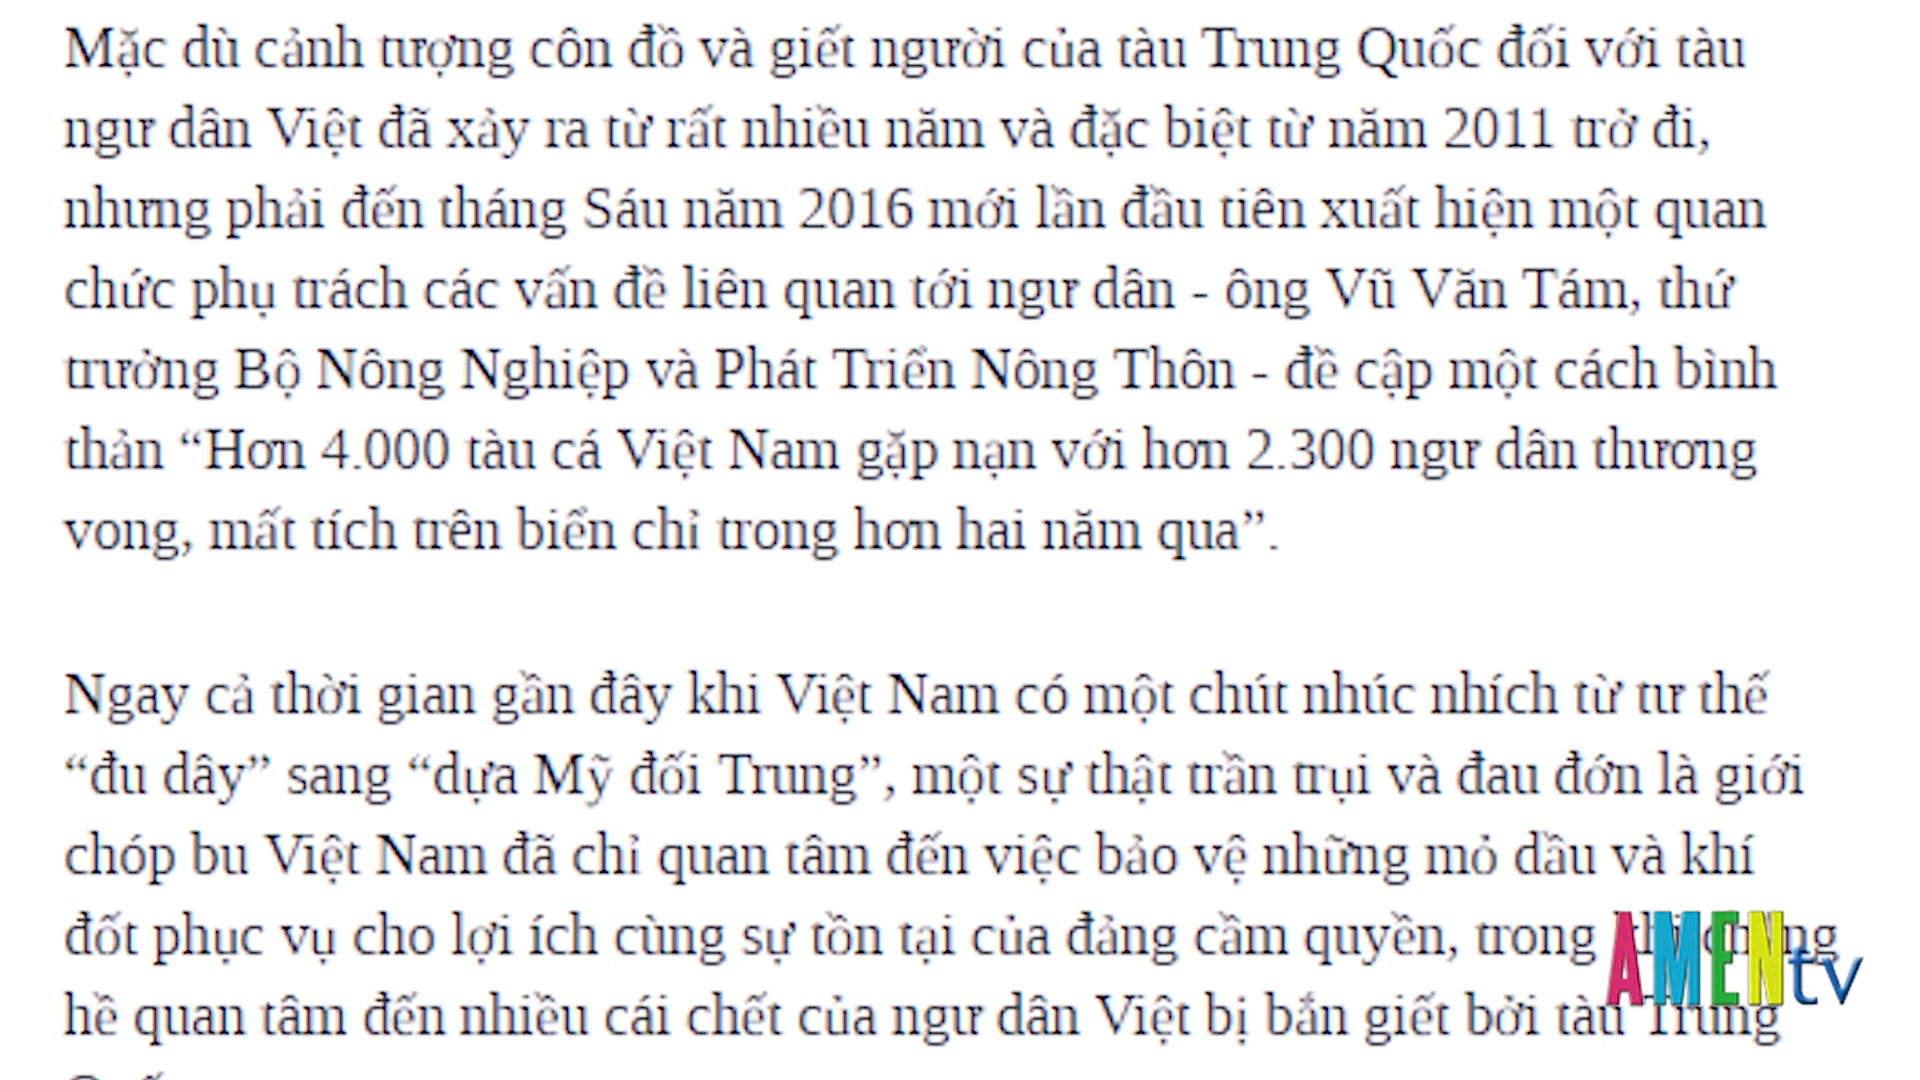 Mặc dù cảnh tượng côn đồ và giết người của tàu Trung Quốc đối với tàu
ngư dân Việt đã xảy ra từ rất nhiều năm và đặc biệt từ năm 2011 trở đi,
nhưng phải đến tháng Sáu năm 2016 mới lần đầu tiên xuất hiện một quan
chức phụ trách các vấn đề liên quan tới ngư dân - ông Vũ Văn Tám, thứ
trưởng Bộ Nông Nghiệp và Phát Triển Nông Thôn - đề cập một cách bình
thản “Hơn 4.000 tàu cá Việt Nam gặp nạn với hơn 2.300 ngư dân thương
vong, mất tích trên biển chỉ trong hơn hai năm qua”.
Ngay cả thời gian gần đây khi Việt Nam có một chút nhúc nhích từ tư thế
“đu dây” sang “dựa Mỹ đối Trung”, một sự thật trần trụi và đau đớn là giới
chóp bu Việt Nam đã chỉ quan tâm đến việc bảo vệ những mỏ dầu và khí
đốt phục vụ cho lợi ích cùng sự tồn tại của đảng cầm quyền, trong
hề quan tâm đến nhiều cái chết của ngư dân Việt bị bắn giết bởi tàu Trung
AMENtv